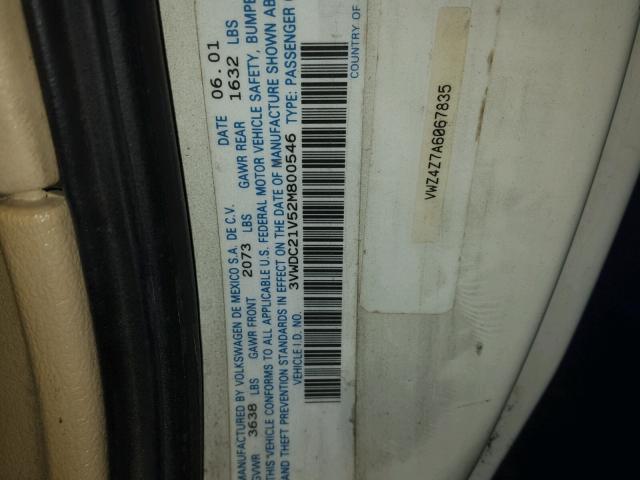 MANUFACTURED BY VOLKSWAGEN DE MEXICO S.A. DE C.V. DATE 06.01
GVWR 3638 LBS GAWR FRONT 2073 LBS GAWR REAR 1632 LBS
THIS VEHICLE CONFORMS TO ALL APPLICABLE U.S. FEDERAL MOTOR VEHICLE SAFETY, BUMPE
AND THEFT PREVENTION STANDARDS IN EFFECT ON THE DATE OF MANUFACTURE SHOWN AB
VEHICLE I.D. NO. 3VWDC21V52M800546 TYPE: PASSENGER
COUNTRY OF
VWZ4Z7A6067835